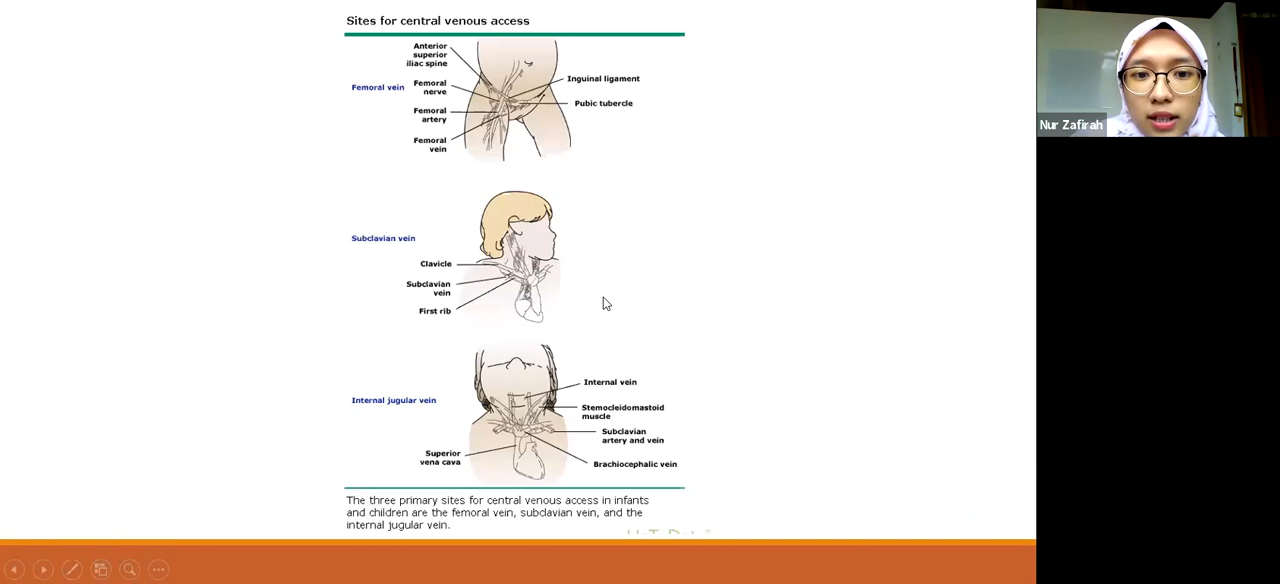 Sites for central venous access
Anterior
superior
iliac spine
Femoral vein
Femoral
nerve
Femoral
artery
Femoral
vein
Inguinal ligament
Pubic tubercle
Nur Zafirah
Subclavian vein
Clavicle
Subclavian
vein
First rib
Internal jugular vein
Internal vein
Stemocleidomastoid
muscle
Subclavian
artery and vein
Brachiocephalic vein
Superior
vena cava
The three primary sites for central venous access in infants
and children are the femoral vein, subclavian vein, and the
internal jugular vein.